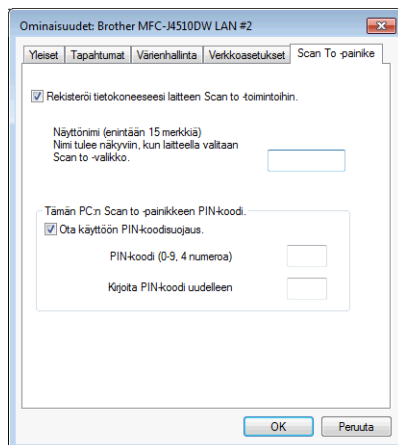 Ominaisuudet: Brother MFC-J4510DW LAN #2
Yleiset Tapahtumat Värienhallinta Verkkoasetukset Scan To -painike
Rekisteröi tietokoneeseesi laitteen Scan to -toimintoihin.
Näyttönimi (enintään 15 merkkiä)
Nimi tulee näkyviin, kun laitteella valitaan
Scan to -valikko.
Tämän PC:n Scan to -painikkeen PIN-koodi.
Ota käyttöön PIN-koodisuojaus.
PIN-koodi (0-9, 4 numeroa)
Kirjoita PIN-koodi uudelleen
OK Peruuta